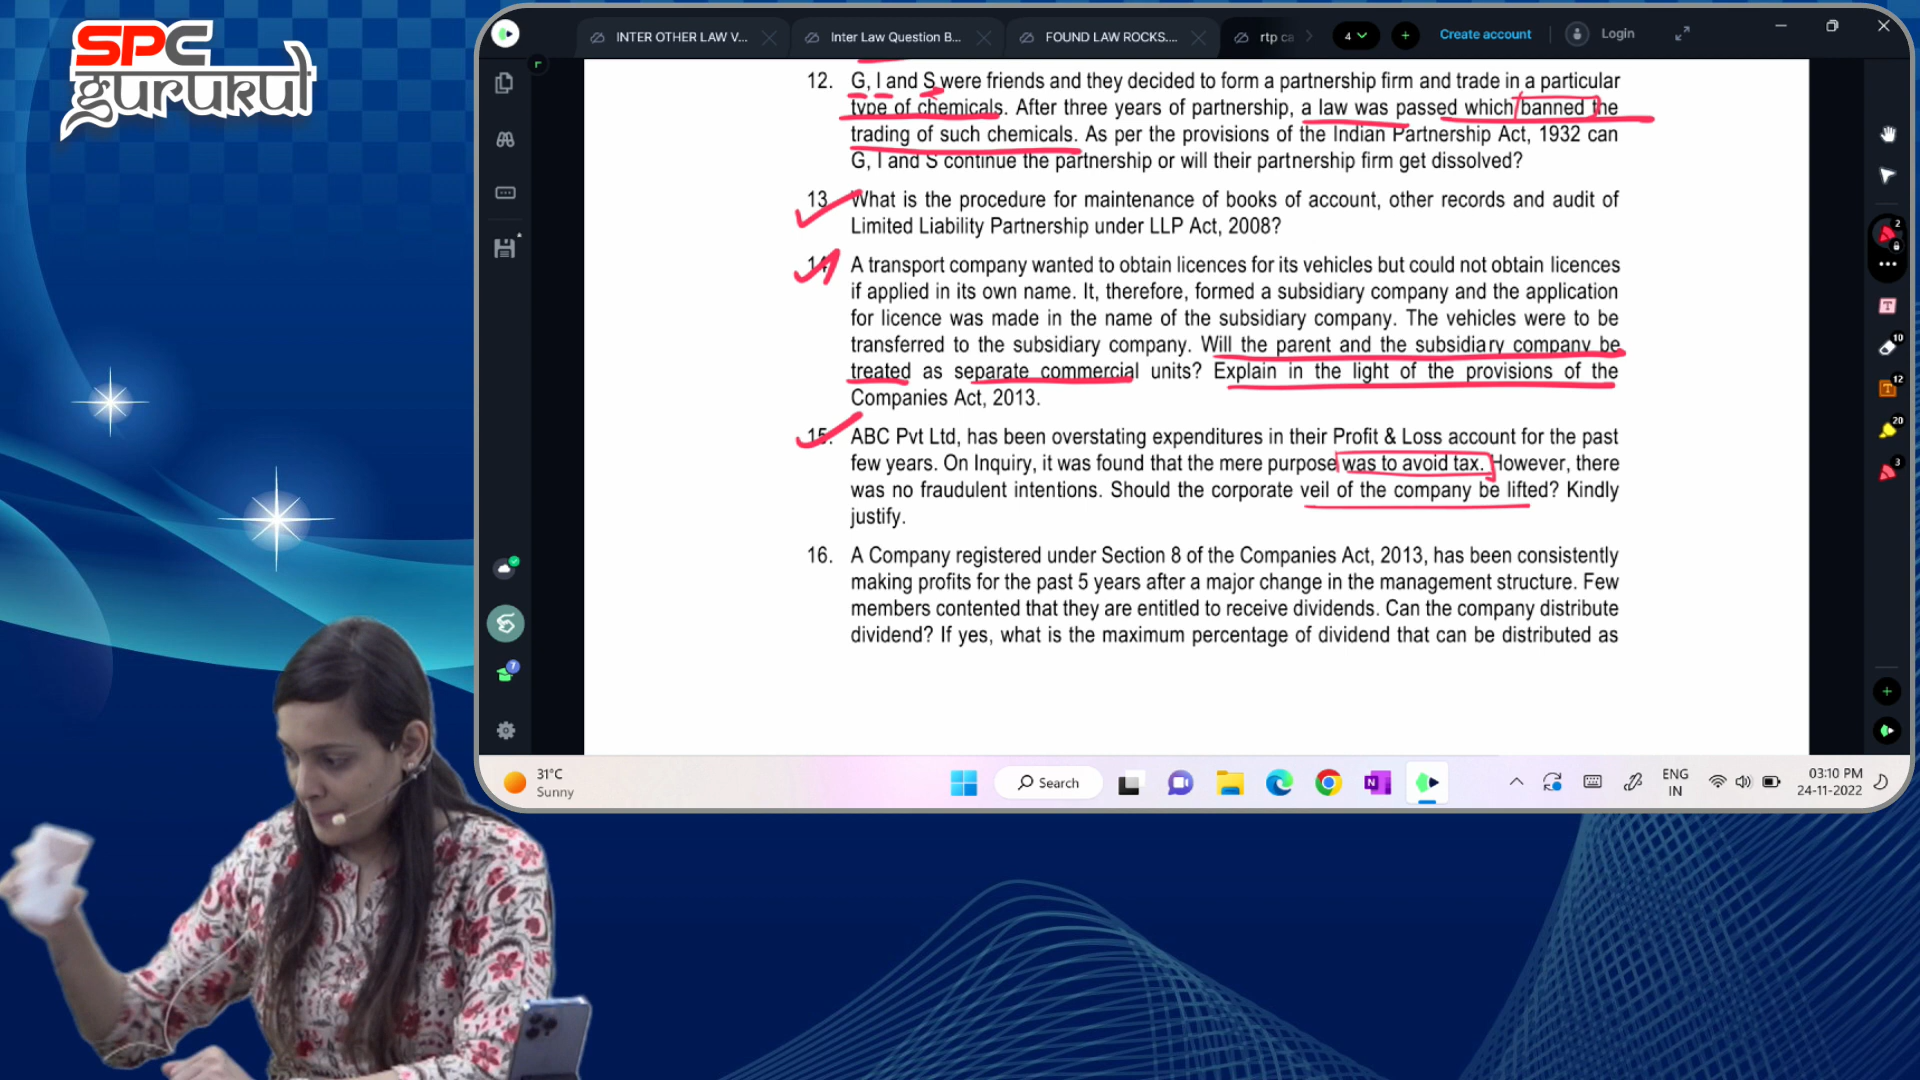 SPC
gurukul
INTER OTHER LAW V...
Inter Law Question B...
FOUND LAW ROCKS....
rtp ca
4
Create account
Login
12. G, I and S were friends and they decided to form a partnership firm and trade in a particular
type of chemicals. After three years of partnership, a law was passed which banned the
trading of such chemicals. As per the provisions of the Indian Partnership Act, 1932 can
G, I and S continue the partnership or will their partnership firm get dissolved?
13. What is the procedure for maintenance of books of account, other records and audit of
Limited Liability Partnership under LLP Act, 2008?
14. A transport company wanted to obtain licences for its vehicles but could not obtain licences
if applied in its own name. It, therefore, formed a subsidiary company and the application
for licence was made in the name of the subsidiary company. The vehicles were to be
transferred to the subsidiary company. Will the parent and the subsidiary company be
treated as separate commercial units? Explain in the light of the provisions of the
Companies Act, 2013.
15. ABC Pvt Ltd, has been overstating expenditures in their Profit & Loss account for the past
few years. On Inquiry, it was found that the mere purpose was to avoid tax. However, there
was no fraudulent intentions. Should the corporate veil of the company be lifted? Kindly
justify.
16. A Company registered under Section 8 of the Companies Act, 2013, has been consistently
making profits for the past 5 years after a major change in the management structure. Few
members contented that they are entitled to receive dividends. Can the company distribute
dividend? If yes, what is the maximum percentage of dividend that can be distributed as
2
T
10
T
12
20
3
7
31°C
Sunny
Search
N
ENG
IN
03:10 PM
24-11-2022